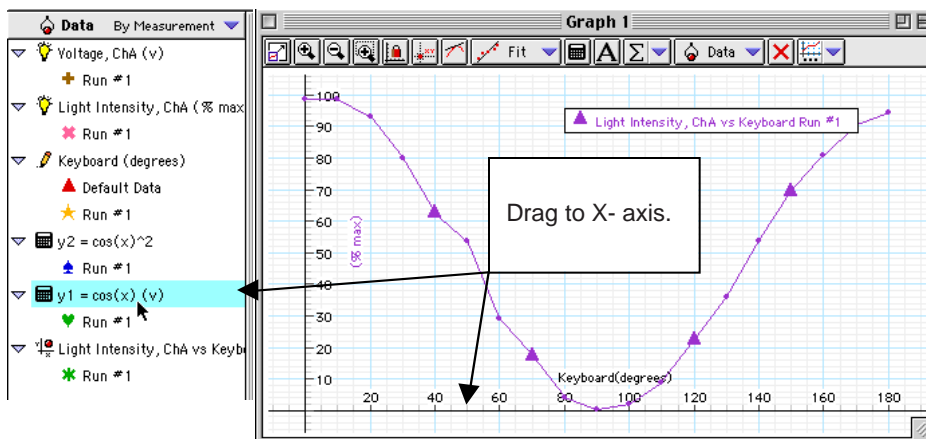 Data By Measurement
Voltage, ChA (v)
Run #1
Light Intensity, ChA (% max
Run #1
Keyboard (degrees)
Default Data
Run #1
y2 = cos(x)^2
Run #1
y1 = cos(x) (v)
Run #1
Light Intensity, ChA vs Keyb
Run #1
Graph 1
Fit
A
Σ
Data
Light Intensity, ChA vs Keyboard Run #1
100
90
80
70
60
50
40
30
20
10
(% max)
Drag to X- axis.
Keyboard(degrees)
20 40 60 80 100 120 140 160 180